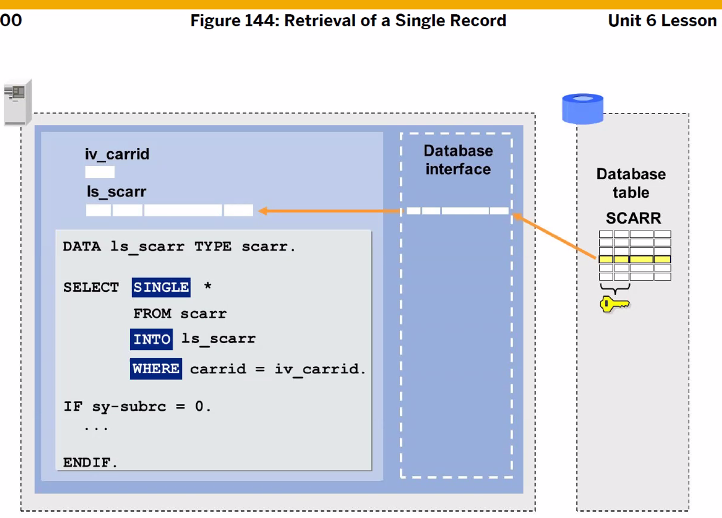 00 Figure 144: Retrieval of a Single Record Unit 6 Lesson
iv_carrid
ls_scarr
Database
interface
Database
table
SCARR
DATA ls_scarr TYPE scarr.
SELECT SINGLE *
FROM scarr
INTO ls_scarr
WHERE carrid = iv_carrid.
IF sy-subrc = 0.
...
ENDIF.